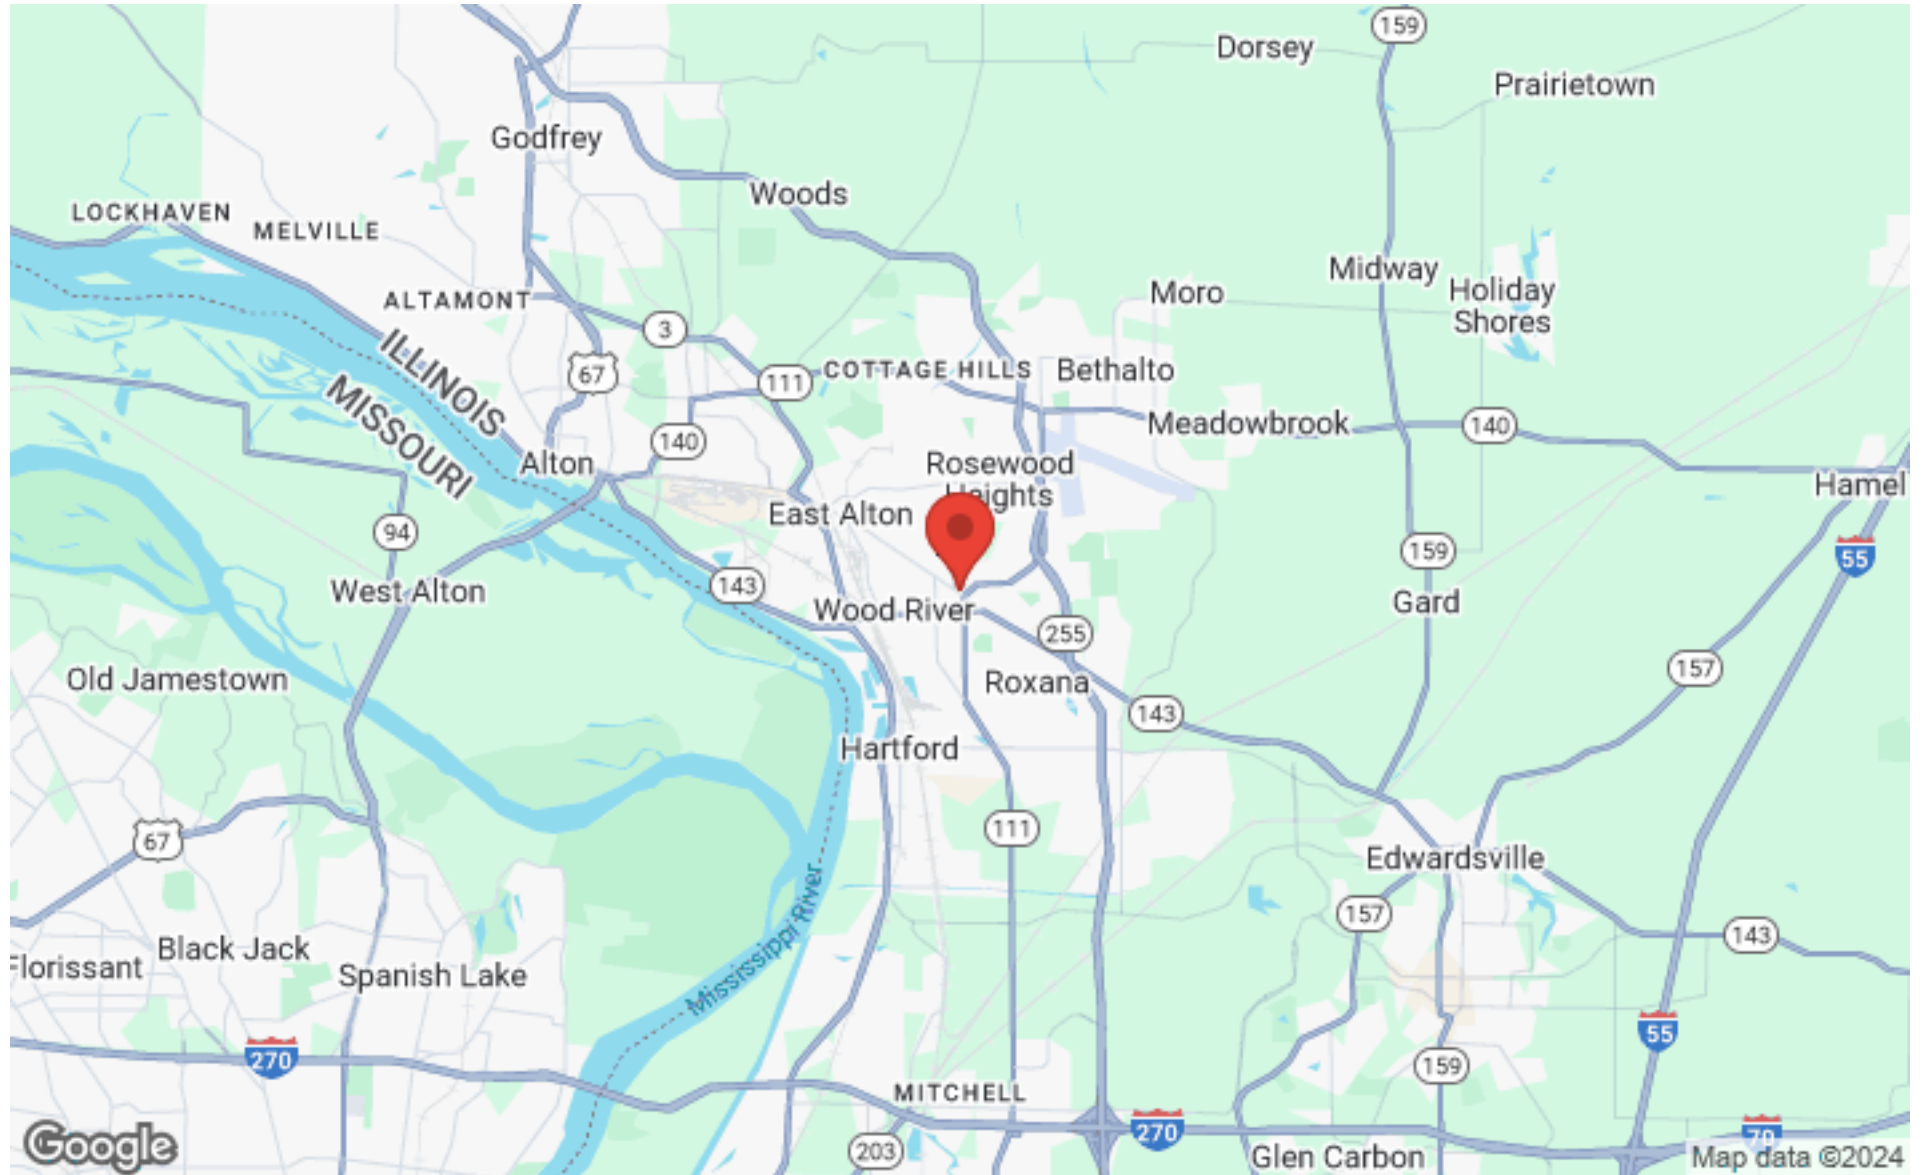 159
Dorsey
Prairietown
Godfrey
Woods
LOCKHAVEN
MELVILLE
Midway
Moro
Holiday
Shores
ALTAMONT
3
ILLINOIS
MISSOURI
67
111
COTTAGE HILLS
Bethalto
Meadowbrook
140
140
Alton
Rosewood
Heights
Hamel
East Alton
94
159
55
West Alton
143
Wood River
Gard
255
157
Old Jamestown
Roxana
143
Hartford
111
67
Edwardsville
Mississippi River
157
143
Black Jack
Florissant
Spanish Lake
55
270
159
MITCHELL
270
70
203
Glen Carbon
Google
Map data ©2024